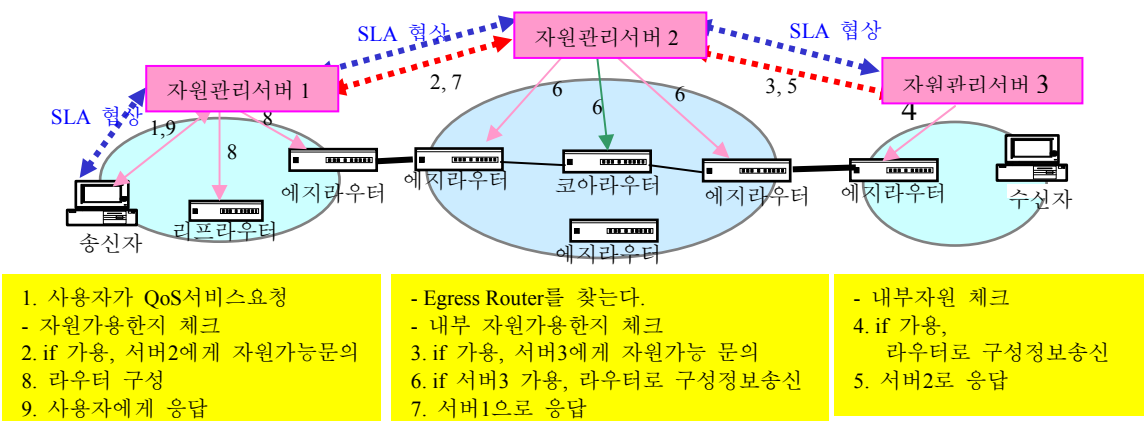 SLA 협상
자원관리서버 2
SLA 협상
자원관리서버 1
2, 7
6
6
6
3, 5
자원관리서버 3
SLA 협상
1,9
8
8
4
에지라우터
에지라우터
코아라우터
에지라우터
에지라우터
수신자
송신자
리프라우터
에지라우터
1. 사용자가 QoS서비스요청
- 자원가용한지 체크
2. if 가용, 서버2에게 자원가능문의
8. 라우터 구성
9. 사용자에게 응답
- Egress Router를 찾는다.
- 내부 자원가용한지 체크
3. if 가용, 서버3에게 자원가능 문의
6. if 서버3 가용, 라우터로 구성정보송신
7. 서버1으로 응답
- 내부자원 체크
4. if 가용,
라우터로 구성정보송신
5. 서버2로 응답